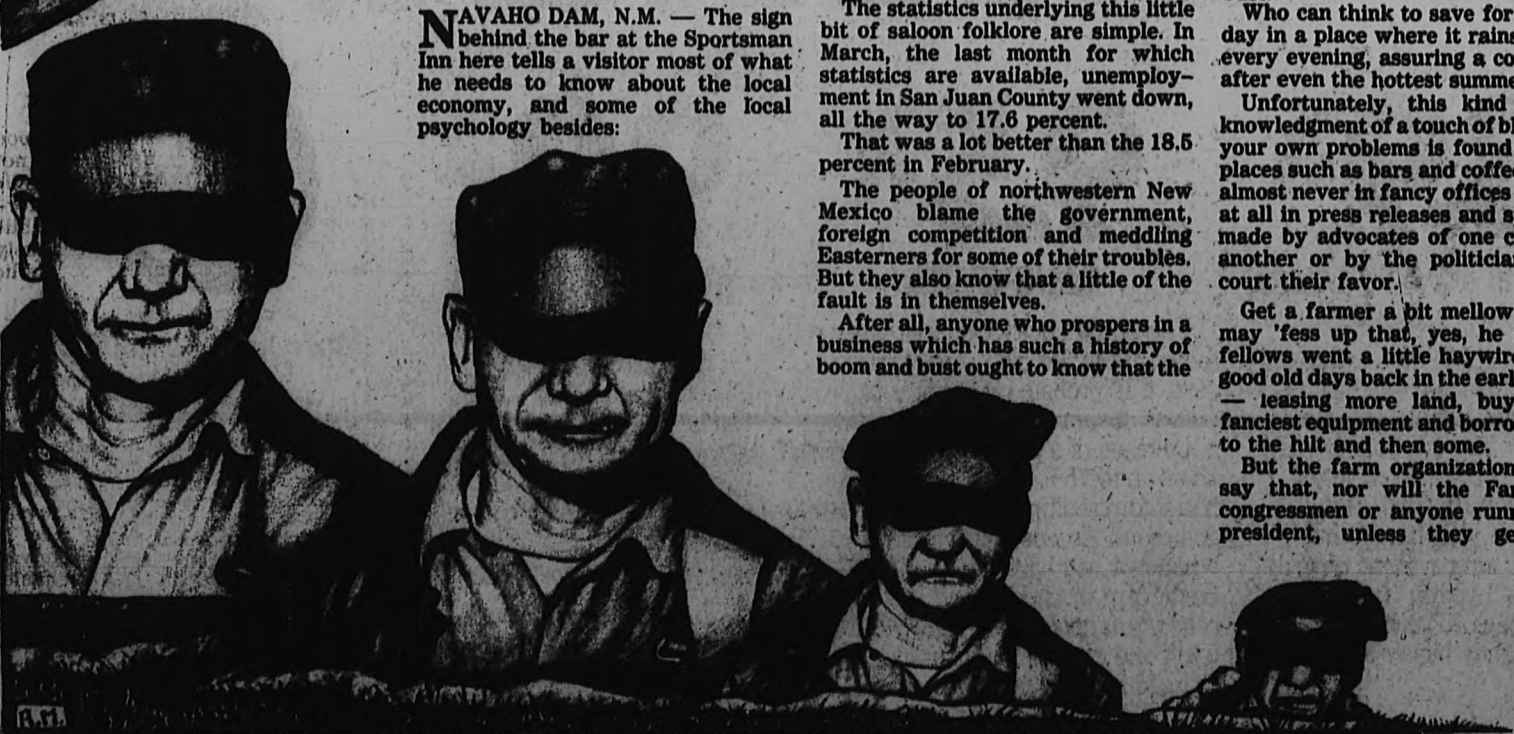 NAVAHO DAM, N.M. — The sign
behind the bar at the Sportsman
Inn here tells a visitor most of what
he needs to know about the local
economy, and some of the local
psychology besides:
The statistics underlying this little
bit of saloon folklore are simple. In
March, the last month for which
statistics are available, unemploy-
ment in San Juan County went down,
all the way to 17.6 percent.
That was a lot better than the 18.5
percent in February.
The people of northwestern New
Mexico blame the government,
foreign competition and meddling
Easterners for some of their troubles.
But they also know that a little of the
fault is in themselves.
After all, anyone who prospers in a
business which has such a history of
boom and bust ought to know that the
Who can think to save for
day in a place where it rains
every evening, assuring a co
after even the hottest summe
Unfortunately, this kind
knowledgment of a touch of bl
your own problems is found
places such as bars and coffee
almost never in fancy offices
at all in press releases and s
made by advocates of one c
another or by the politicia
court their favor.
Get a farmer a bit mellow
may 'fess up that, yes, he
fellows went a little haywire
good old days back in the earl
— leasing more land, buy
fanciest equipment and borro
to the hilt and then some.
But the farm organization
say that, nor will the Fa
congressmen or anyone runn
president, unless they ge
A.M.